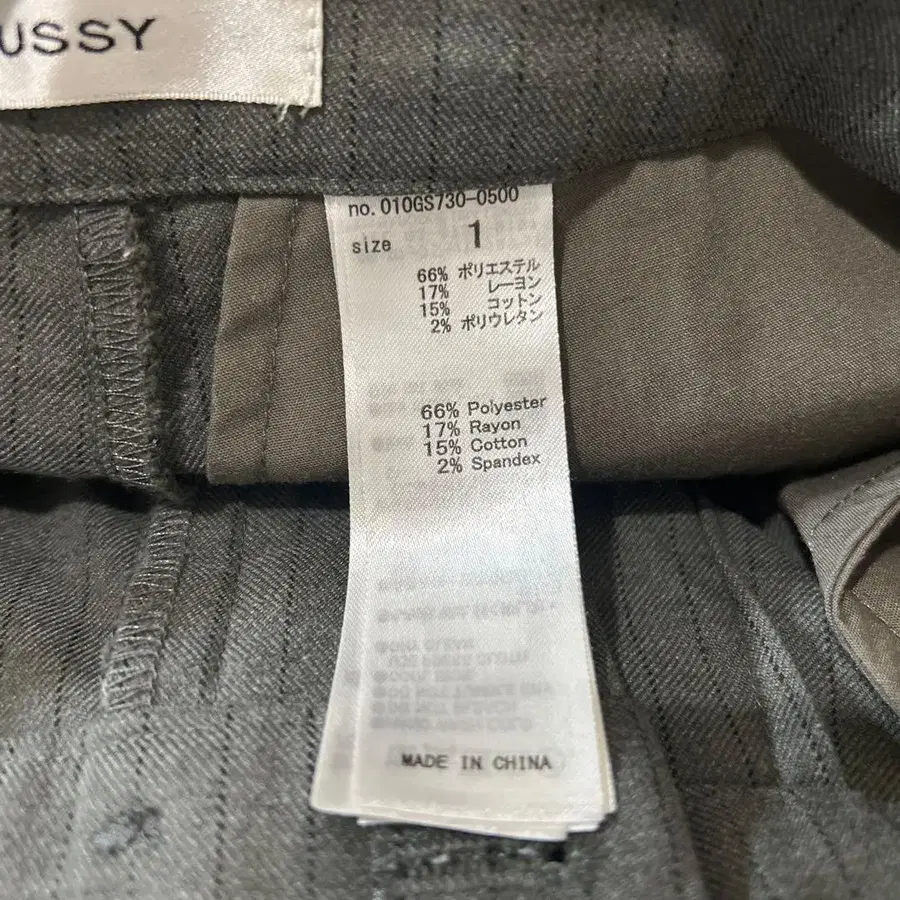 USSY
no.010GS730-0500
size 1
66% ポリエステル
17% レーヨン
15% コットン
2% ポリウレタン
66% Polyester
17% Rayon
15% Cotton
2% Spandex
MADE IN CHINA